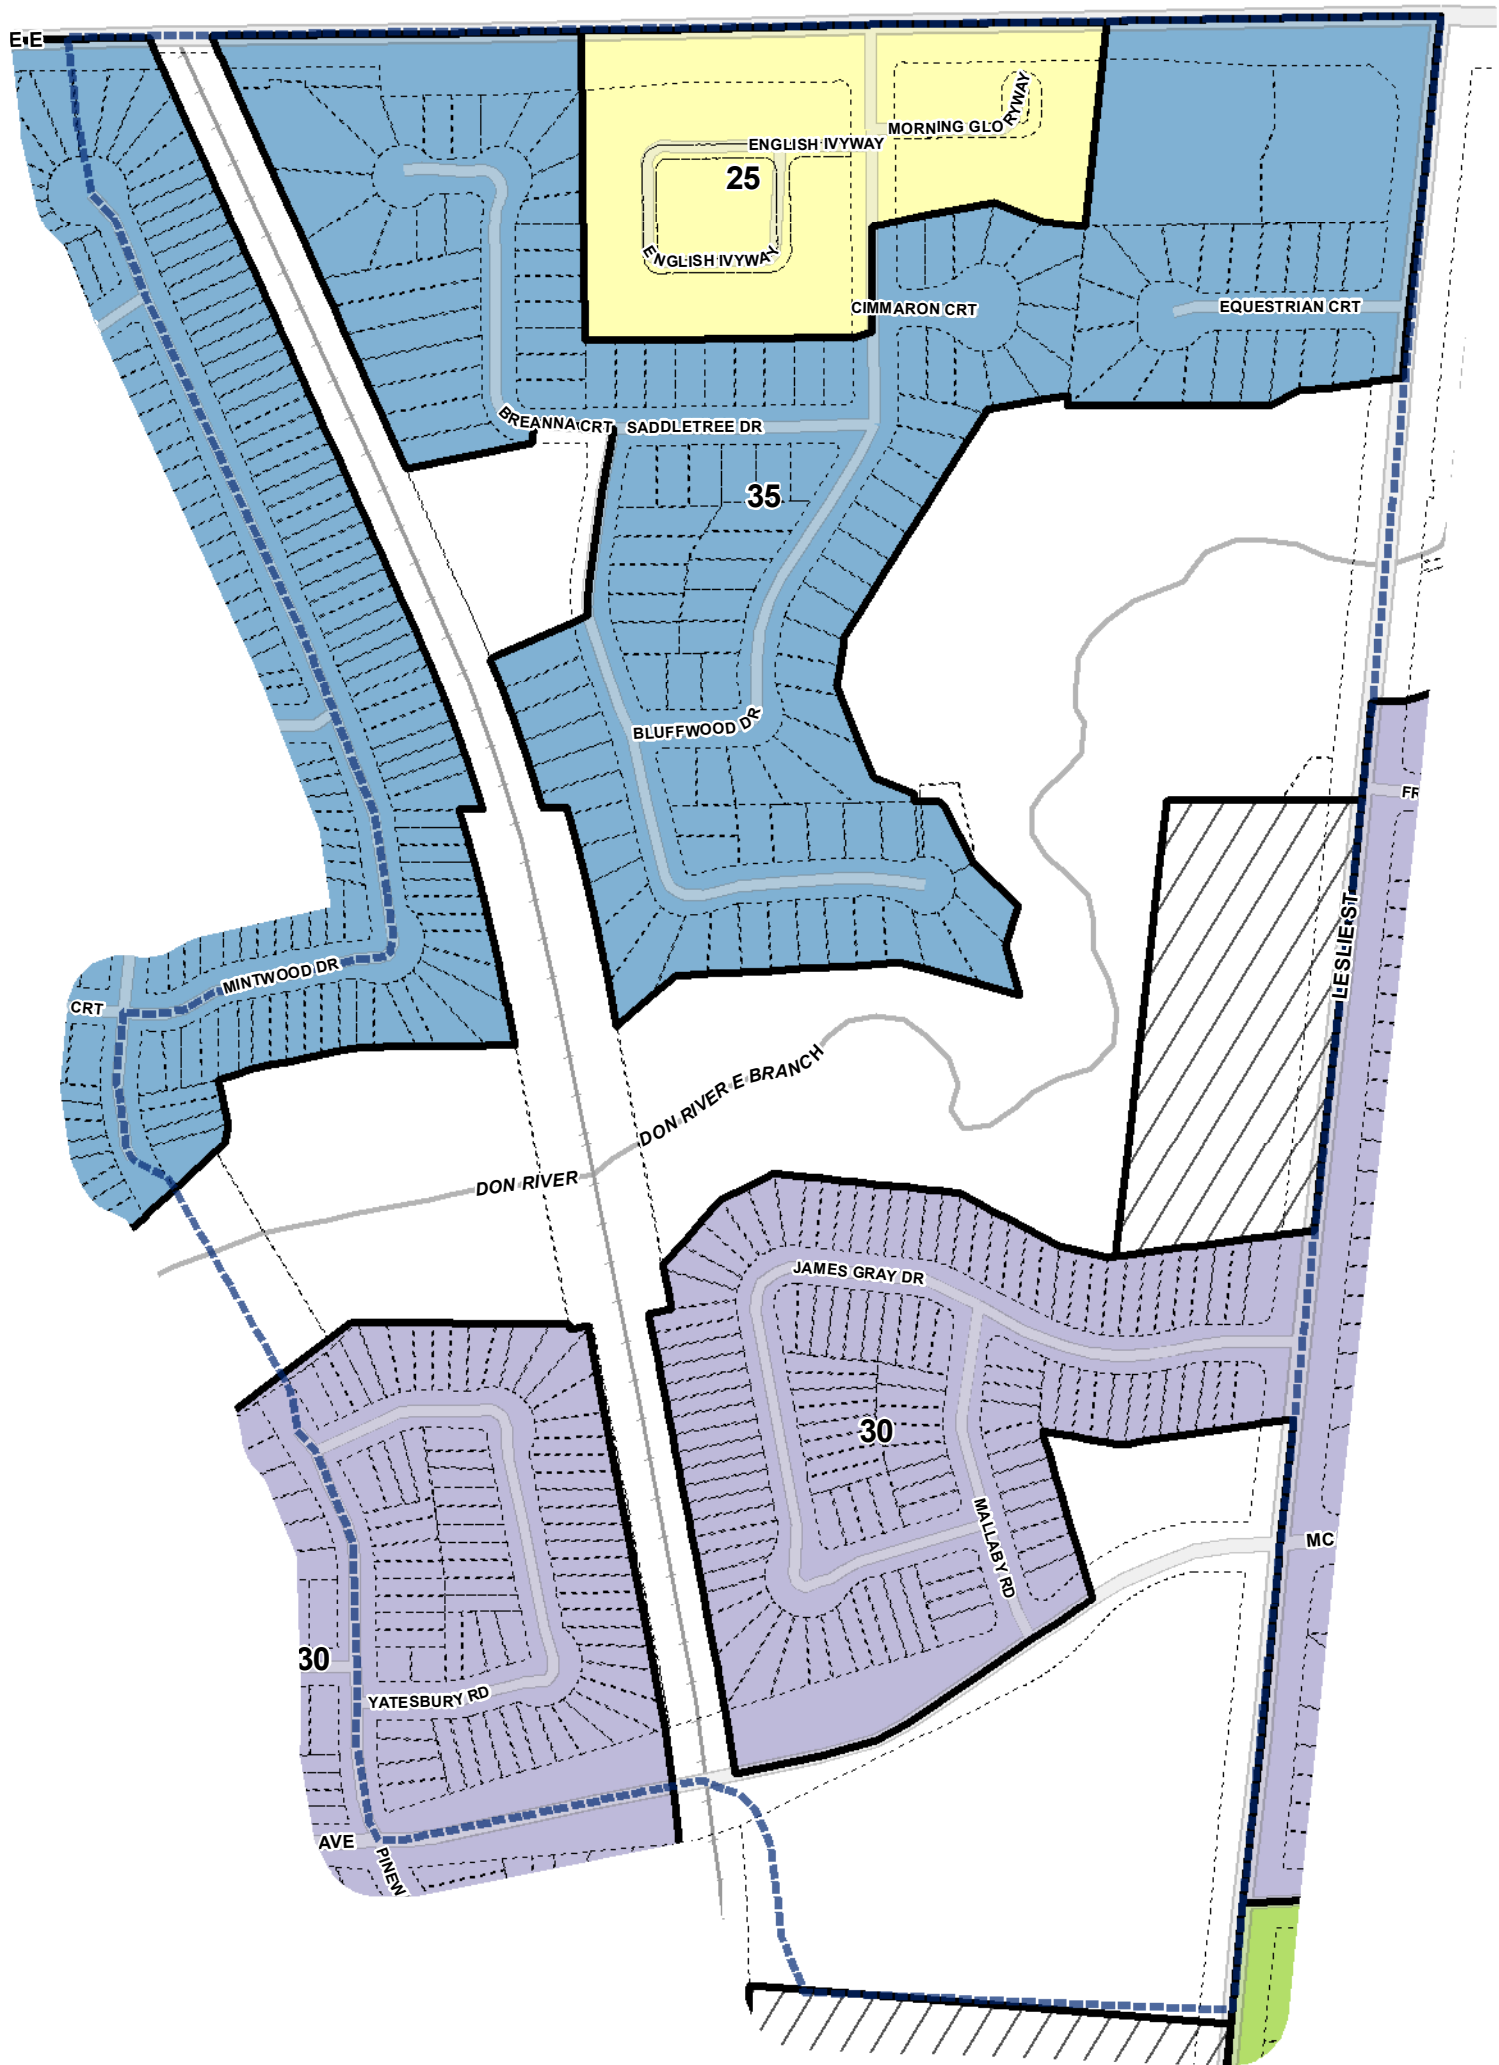 E E
RYWAY
MORNING GLO
ENGLISH IVYWAY
25
ENGLISH IVYWAY
CIMMARON CRT
EQUESTRIAN CRT
BREANNA CRT
SADDLETREE DR
35
BLUFFWOOD DR
FR
LESLIE ST
MINTWOOD DR
CRT
DON RIVER E BRANCH
DON RIVER
JAMES GRAY DR
30
MALLABY RD
MC
30
YATESBURY RD
AVE
PINEW